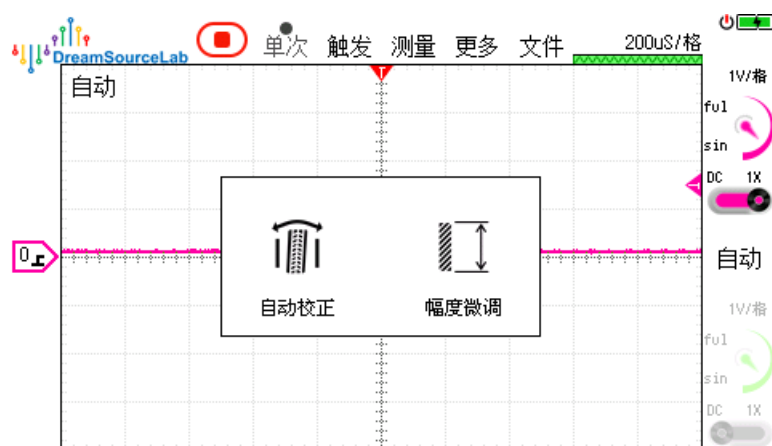 DreamSourceLab
单次 触发 测量 更多 文件 200uS/格
自动
T
1V/格
ful
sin
DC 1X
T
0
自动校正 幅度微调
自动
1V/格
ful
sin
DC 1X